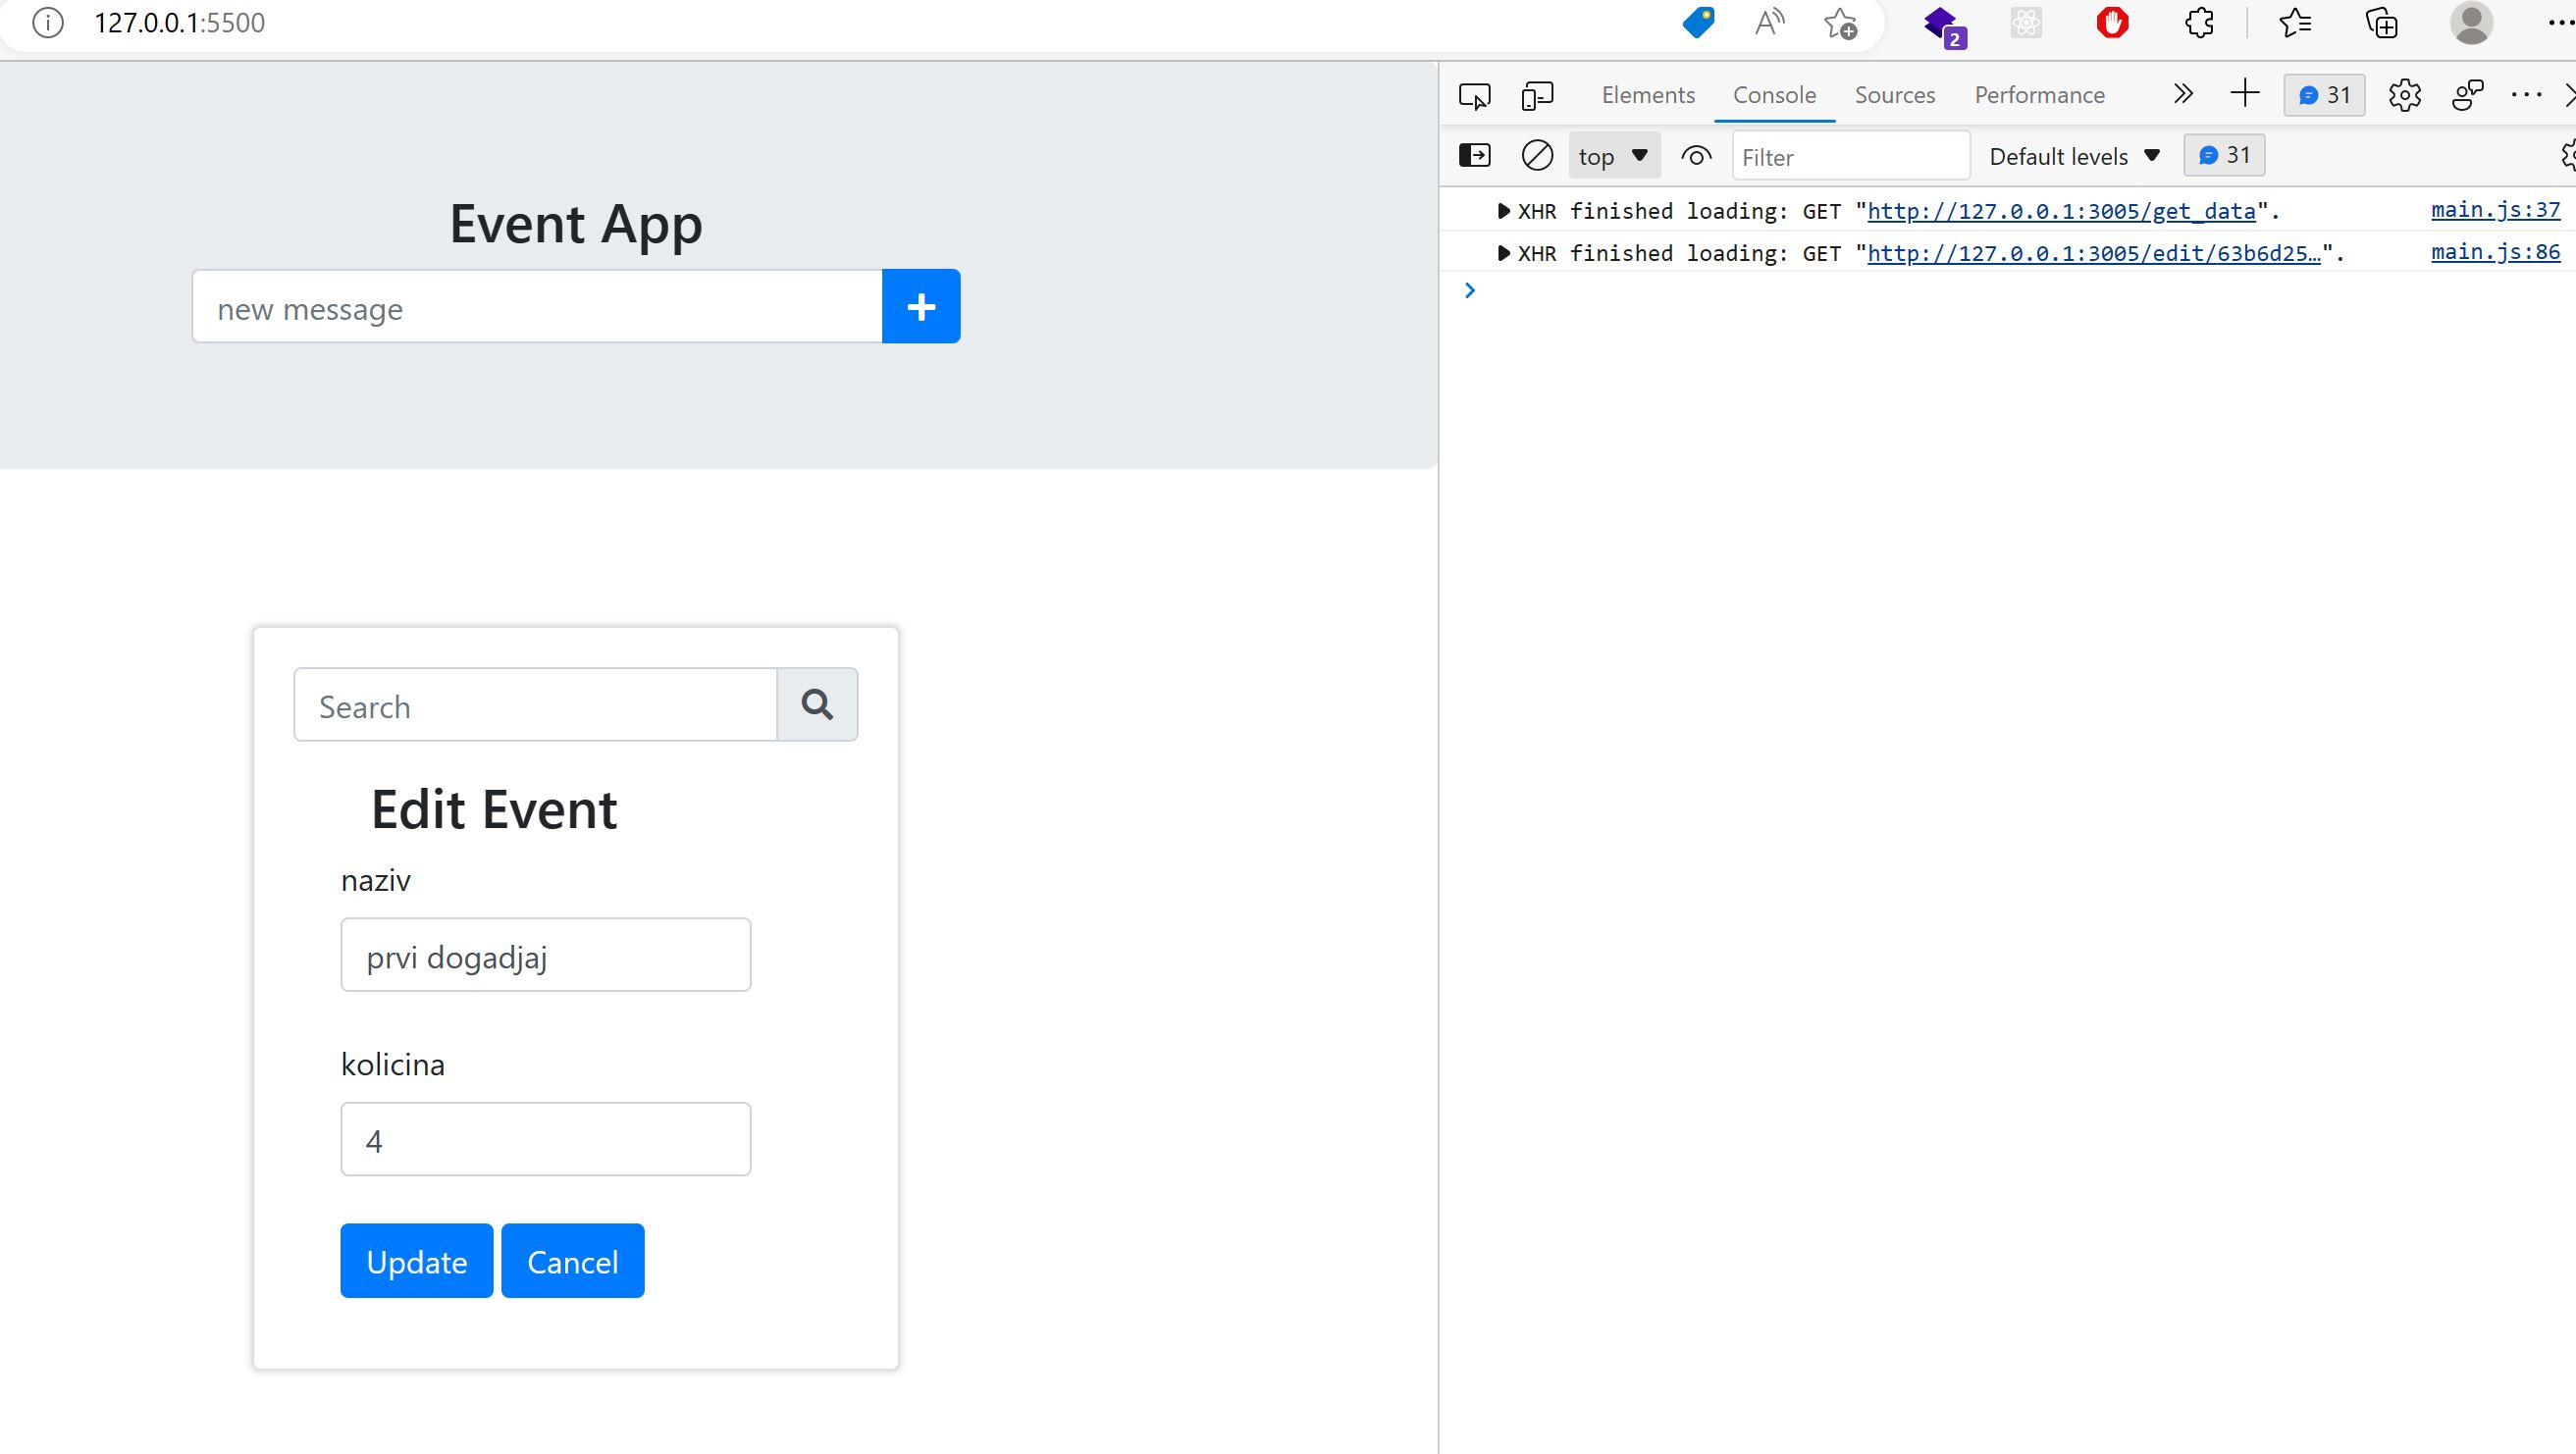 127.0.0.1:5500
2
Elements Console Sources Performance 31
top Filter Default levels 31
XHR finished loading: GET "http://127.0.0.1:3005/get_data". main.js:37
XHR finished loading: GET "http://127.0.0.1:3005/edit/63b6d25…". main.js:86
Event App
new message
Search
Edit Event
naziv
prvi dogadjaj
kolicina
4
Update Cancel